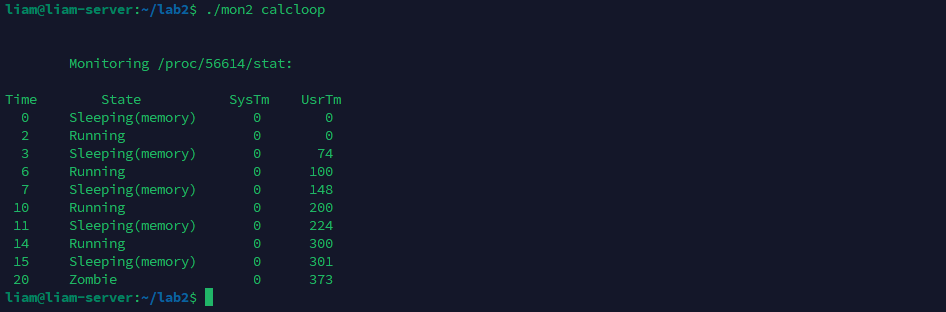 liam@liam-server:~/lab2$ ./mon2 calcloop
Monitoring /proc/56614/stat:
Time State SysTm UsrTm
0 Sleeping(memory) 0 0
2 Running 0 0
3 Sleeping(memory) 0 74
6 Running 0 100
7 Sleeping(memory) 0 148
10 Running 0 200
11 Sleeping(memory) 0 224
14 Running 0 300
15 Sleeping(memory) 0 301
20 Zombie 0 373
liam@liam-server:~/lab2$